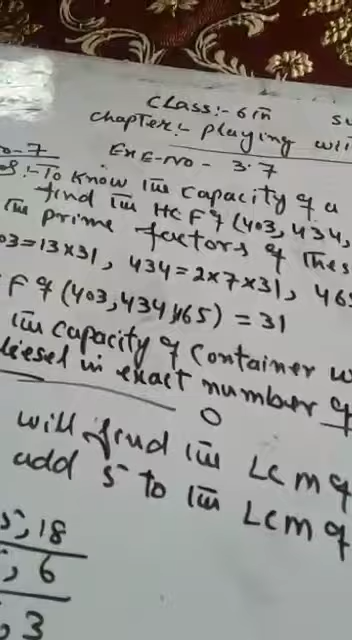 Class:- 6th
chapter:- playing wi
Exe-No - 3.7
o-7
:- To Know the capacity of a
find the HCF of (403, 434,
The prime factors of thes
03=13×31, 434=2×7×31, 465
F of (403,434,465) = 31
the capacity of container w
diesel in exact number of
will find the LCM of
add 5 to the LCM of
5, 18
, 6
, 3